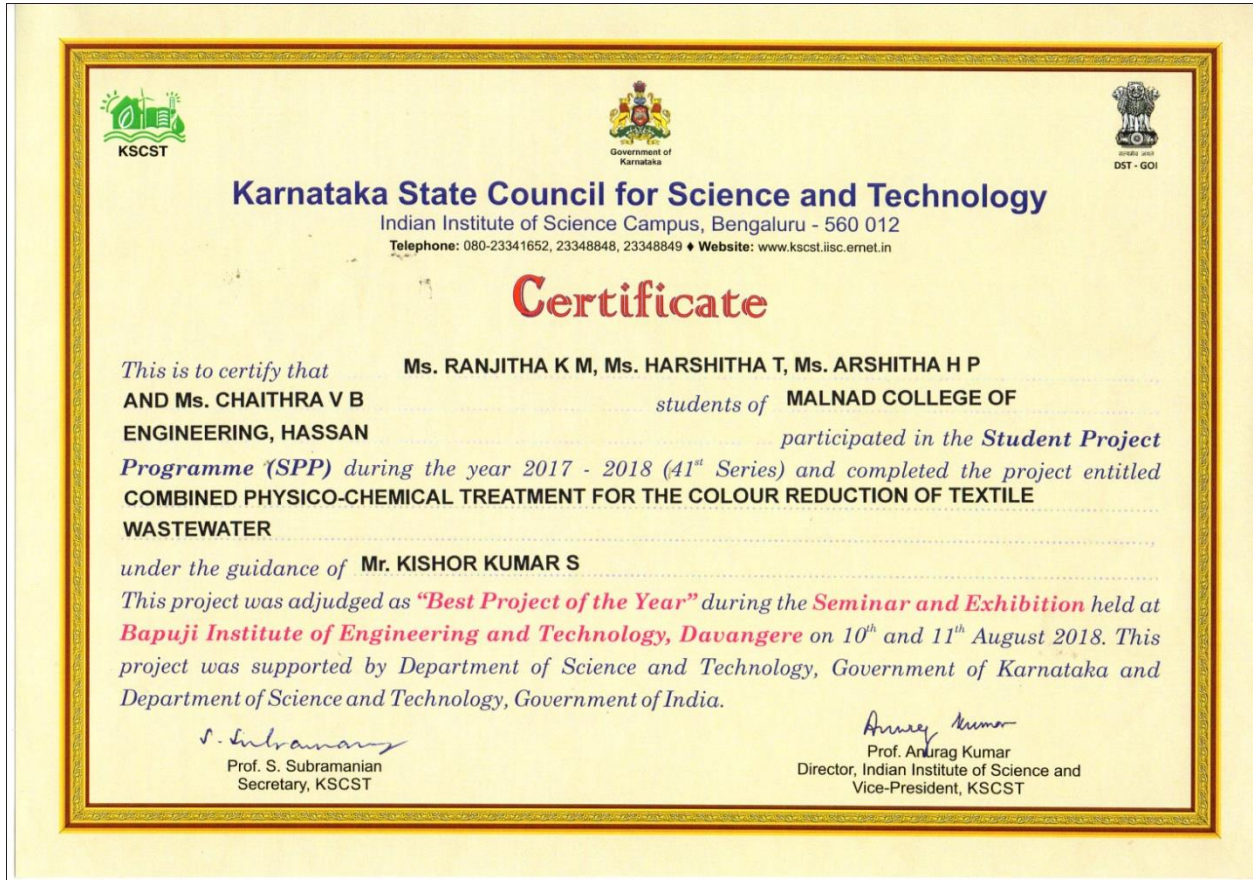 KSCST
Government of
Karnataka
सत्यमेव जयते
DST - GOI
Karnataka State Council for Science and Technology
Indian Institute of Science Campus, Bengaluru - 560 012
Telephone: 080-23341652, 23348848, 23348849 ♦ Website: www.kscst.iisc.ernet.in
Certificate
This is to certify that Ms. RANJITHA K M, Ms. HARSHITHA T, Ms. ARSHITHA H P
AND Ms. CHAITHRA V B students of MALNAD COLLEGE OF
ENGINEERING, HASSAN participated in the Student Project
Programme (SPP) during the year 2017 - 2018 (41st Series) and completed the project entitled
COMBINED PHYSICO-CHEMICAL TREATMENT FOR THE COLOUR REDUCTION OF TEXTILE
WASTEWATER
under the guidance of Mr. KISHOR KUMAR S
This project was adjudged as “Best Project of the Year” during the Seminar and Exhibition held at
Bapuji Institute of Engineering and Technology, Davangere on 10th and 11th August 2018. This
project was supported by Department of Science and Technology, Government of Karnataka and
Department of Science and Technology, Government of India.
S. Subramany
Anurag Kumar
Prof. S. Subramanian
Secretary, KSCST
Prof. Anurag Kumar
Director, Indian Institute of Science and
Vice-President, KSCST